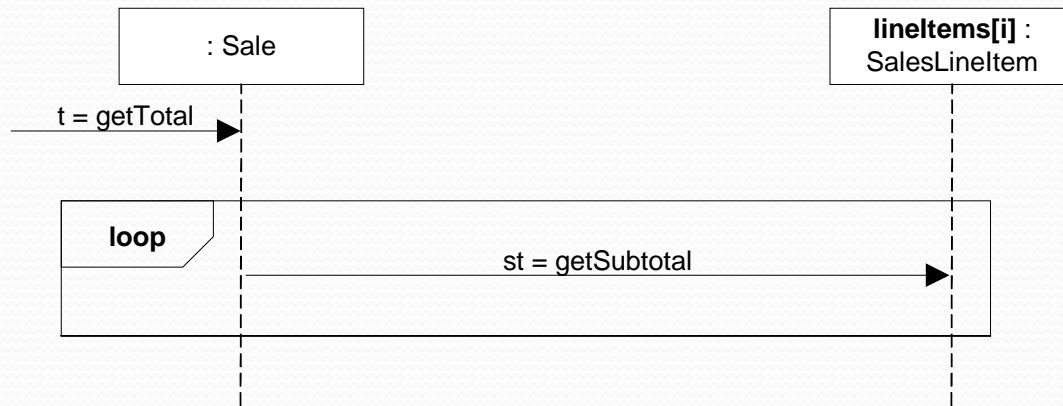 : Sale
lineItems[i] :
SalesLineItem
t = getTotal
loop
st = getSubtotal